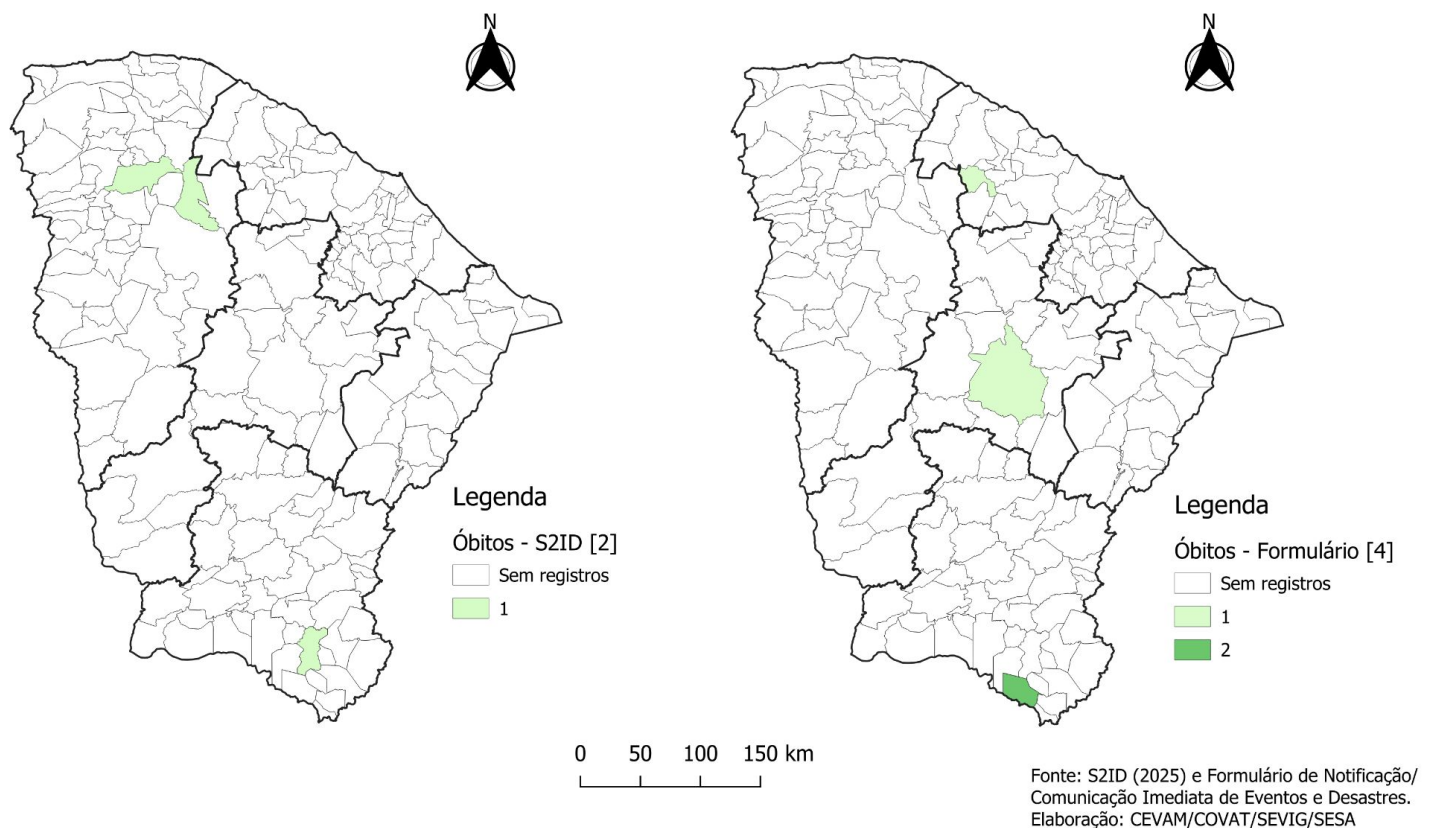 N
Legenda
Óbitos - S2ID [2]
Sem registros
1
N
Legenda
Óbitos - Formulário [4]
Sem registros
1
2
0 50 100 150 km
Fonte: S2ID (2025) e Formulário de Notificação/
Comunicação Imediata de Eventos e Desastres.
Elaboração: CEVAM/COVAT/SEVIG/SESA